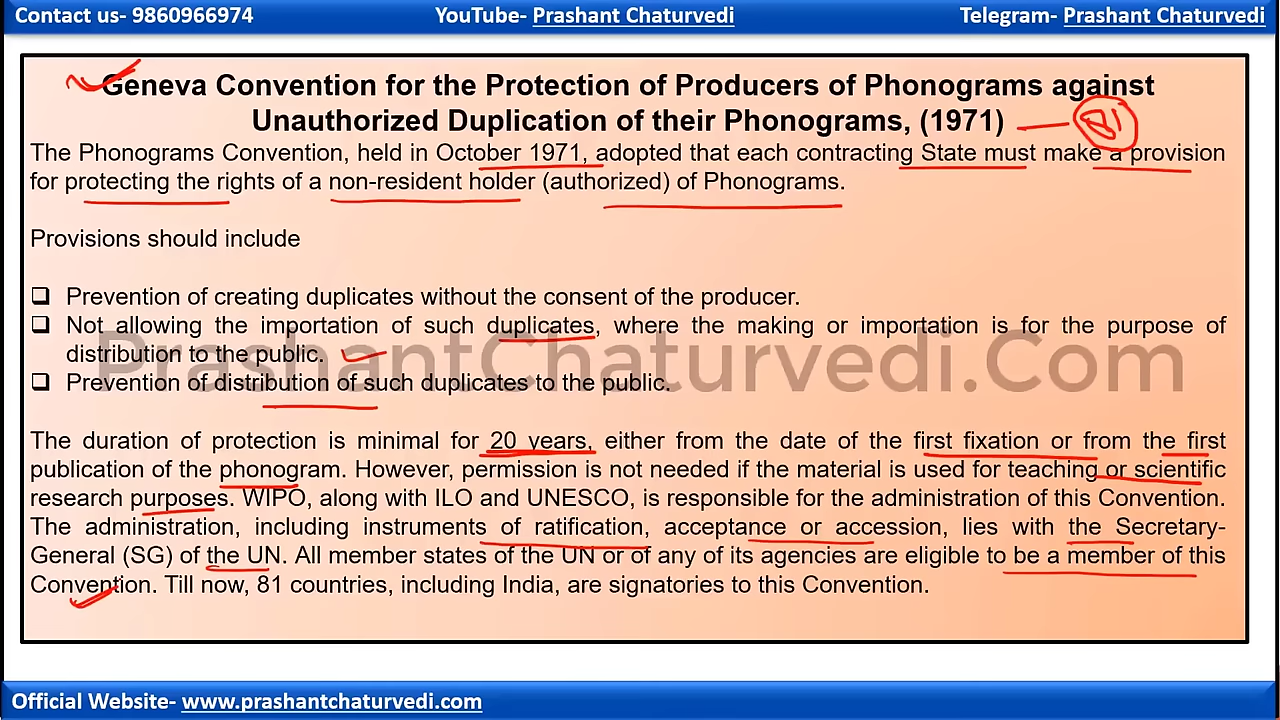 Contact us- 9860966974 YouTube- Prashant Chaturvedi Telegram- Prashant Chaturvedi
Geneva Convention for the Protection of Producers of Phonograms against
Unauthorized Duplication of their Phonograms, (1971) 81
The Phonograms Convention, held in October 1971, adopted that each contracting State must make a provision
for protecting the rights of a non-resident holder (authorized) of Phonograms.
Provisions should include
❑ Prevention of creating duplicates without the consent of the producer.
❑ Not allowing the importation of such duplicates, where the making or importation is for the purpose of
distribution to the public.
PrashantChaturvedi.Com
❑ Prevention of distribution of such duplicates to the public.
The duration of protection is minimal for 20 years, either from the date of the first fixation or from the first
publication of the phonogram. However, permission is not needed if the material is used for teaching or scientific
research purposes. WIPO, along with ILO and UNESCO, is responsible for the administration of this Convention.
The administration, including instruments of ratification, acceptance or accession, lies with the Secretary-
General (SG) of the UN. All member states of the UN or of any of its agencies are eligible to be a member of this
Convention. Till now, 81 countries, including India, are signatories to this Convention.
Official Website- www.prashantchaturvedi.com